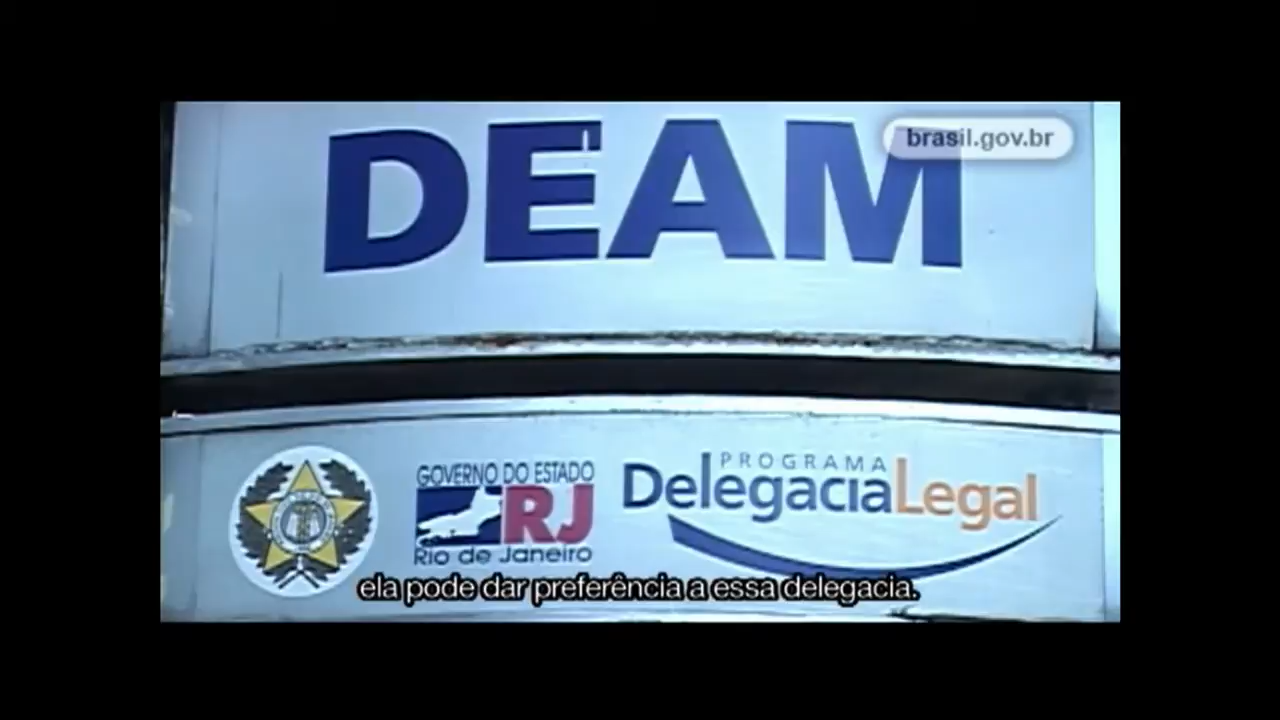 brasil.gov.br
DEAM
GOVERNO DO ESTADO
RJ
Rio de Janeiro
PROGRAMA
DelegaciaLegal
ela pode dar preferência a essa delegacia.